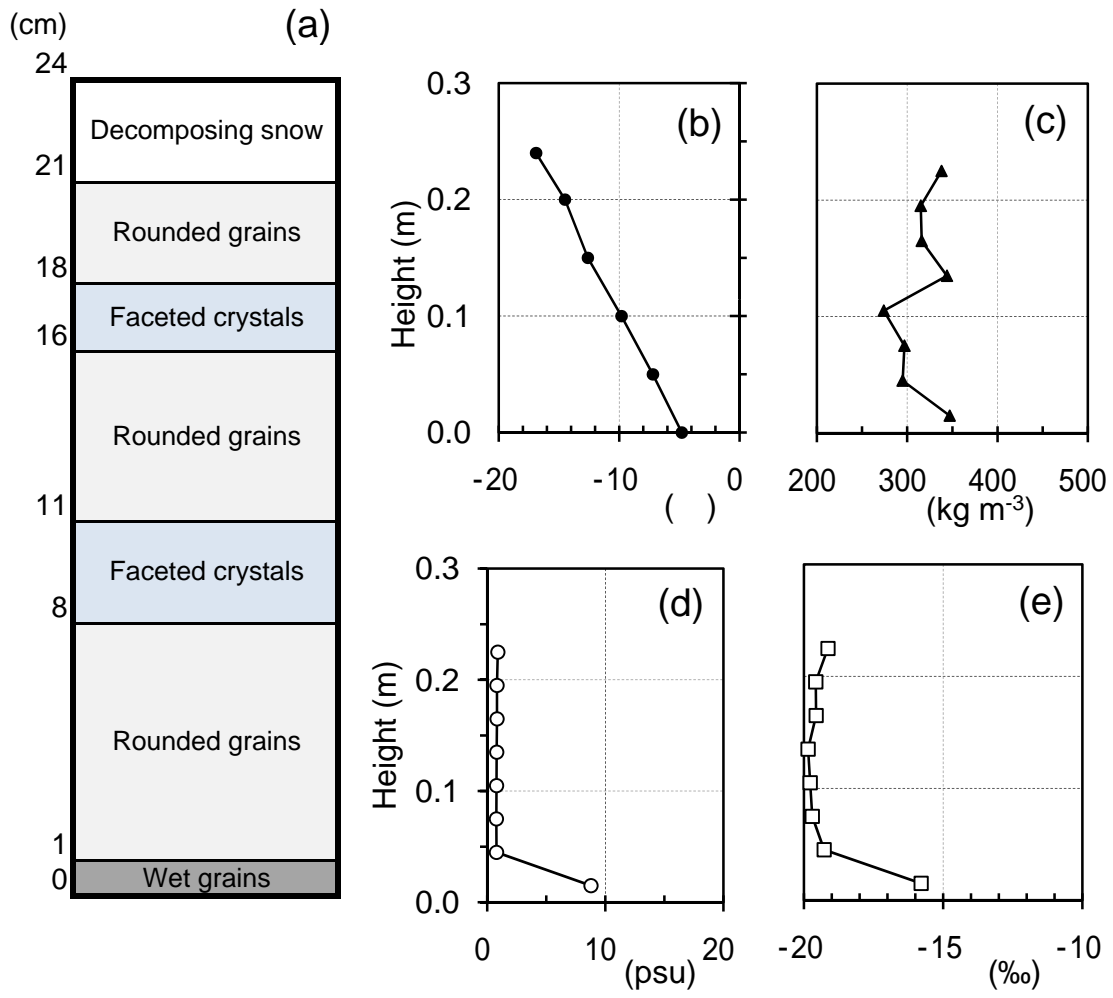 (cm)
(a)
24
Decomposing snow
21
Rounded grains
18
Faceted crystals
16
Rounded grains
11
Faceted crystals
8
Rounded grains
1
Wet grains
0
0.3
(b)
0.2
Height (m)
0.1
0.0
-20 -10 0
( )
(c)
200 300 400 500
(kg m-3)
0.3
(d)
0.2
Height (m)
0.1
0.0
0 10 20
(psu)
(e)
-20 -15 -10
(‰)